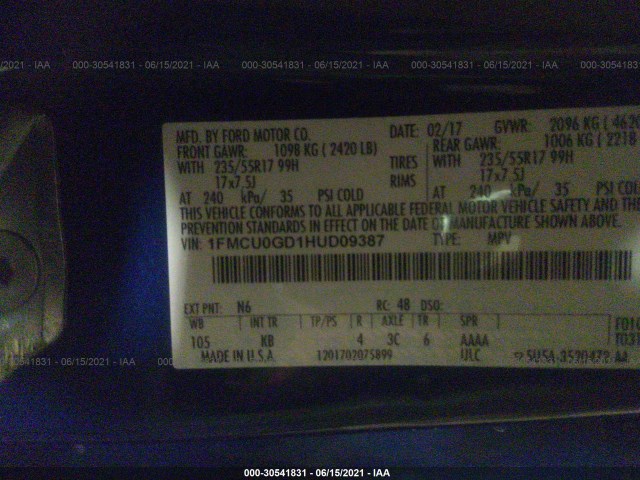 000-30541831 - 06/15/2021 - IAA
MFD. BY FORD MOTOR CO. DATE: 02/17 GVWR: 2096 KG ( 4620
FRONT GAWR: 1098 KG ( 2420 LB) REAR GAWR: 1006 KG ( 2218
WITH 235/55R17 99H TIRES WITH 235/55R17 99H
17x7.5J RIMS 17x7.5J
AT 240 kPa/ 35 PSI COLD AT 240 kPa/ 35 PSI COL
THIS VEHICLE CONFORMS TO ALL APPLICABLE FEDERAL MOTOR VEHICLE SAFETY AND THE
PREVENTION STANDARDS IN EFFECT ON THE DATE OF MANUFACTURE SHOWN ABOVE.
VIN: 1FMCU0GD1HUD09387 TYPE: MPV
EXT PNT: N6 RC: 48 DSO:
WB INT TR TP/PS R AXLE TR SPR
105 KB 4 3C 6 AAAA
MADE IN U.S.A. 1201702075899 ULC 5U5A-3520472-AA
000-30541831 - 06/15/2021 - IAA